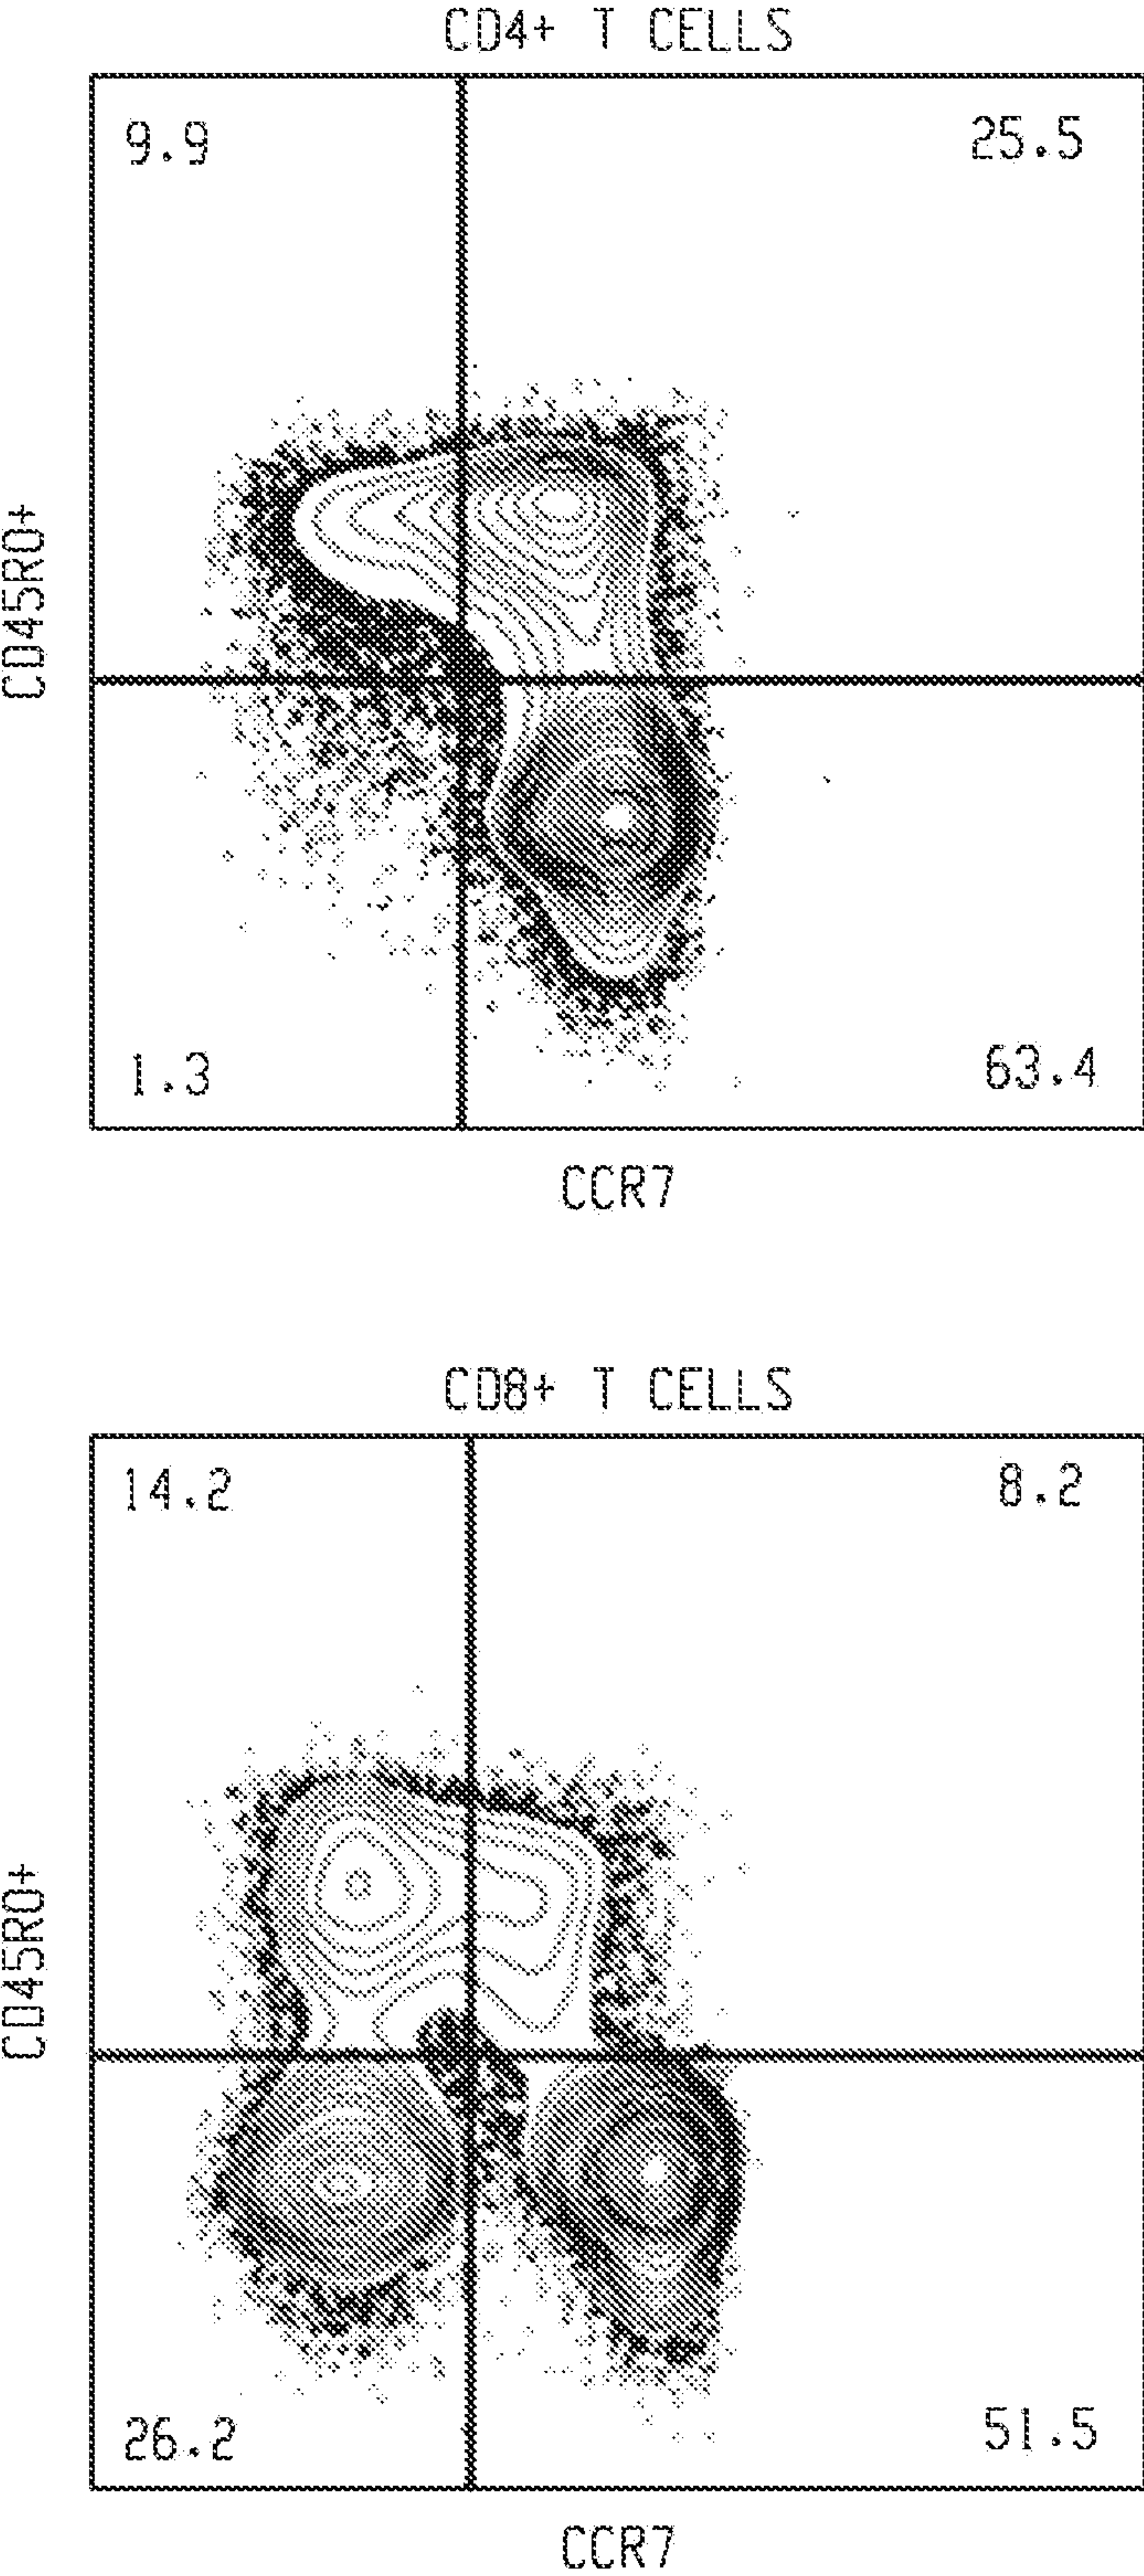 CD4+ T CELLS
9.9
25.5
CD45RO+
1.3
63.4
CCR7
CD8+ T CELLS
14.2
8.2
CD45RO+
26.2
51.5
CCR7